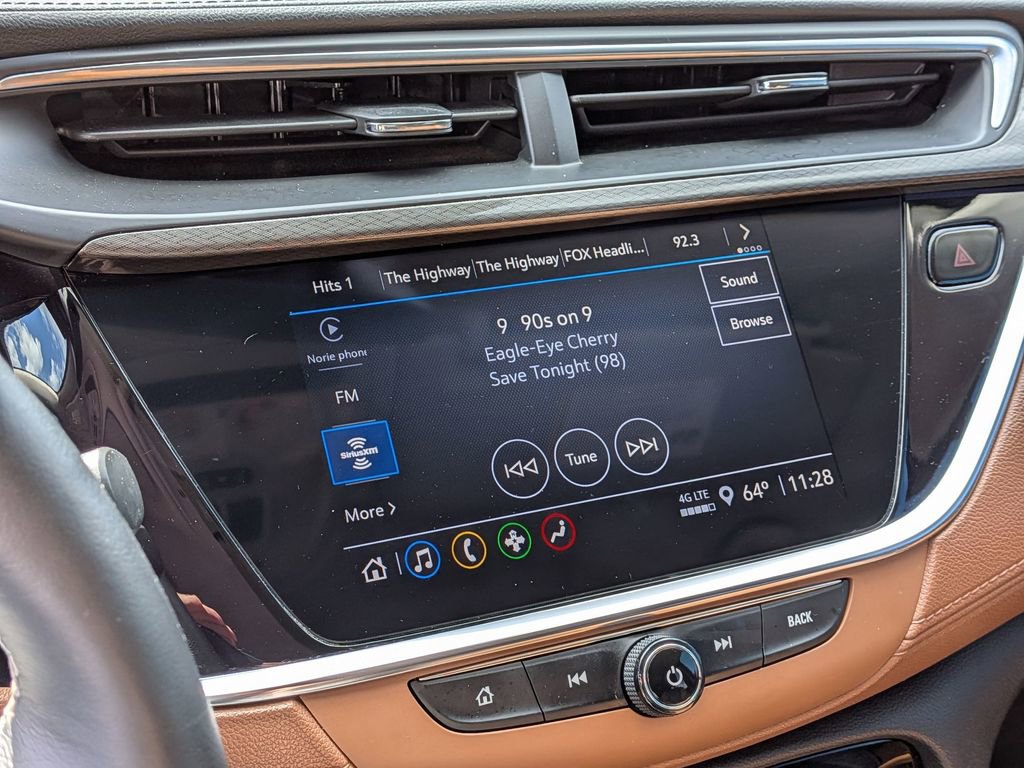 Hits 1
The Highway
The Highway
FOX Headli...
92.3
Norie phon
FM
SiriusXM
More
9 90s on 9
Eagle-Eye Cherry
Save Tonight (98)
Sound
Browse
Tune
4G LTE
64°
11:28
BACK